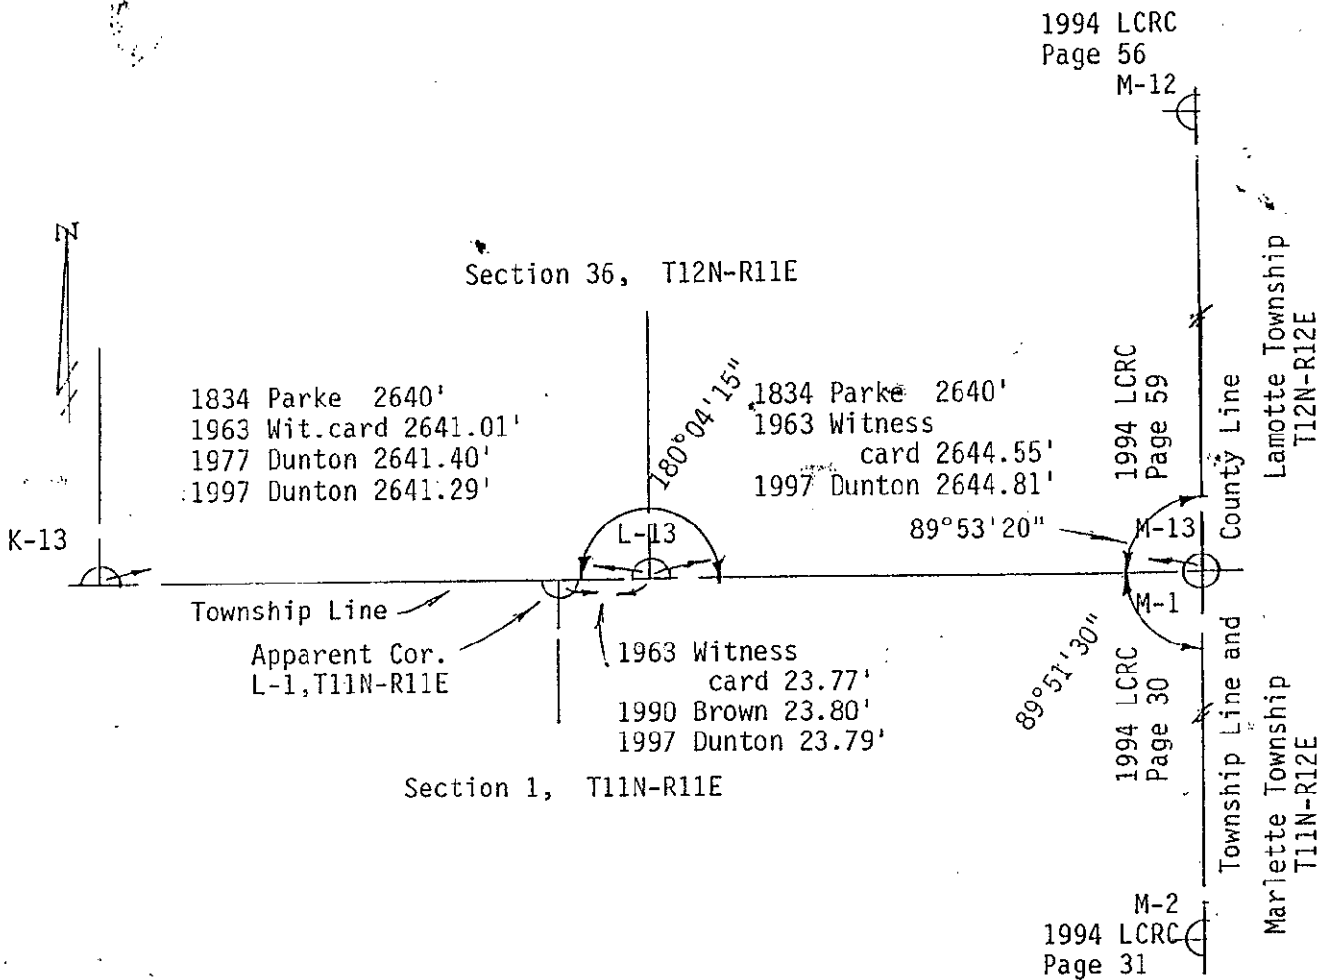 1994 LCRC
Page 56
M-12
N
Section 36, T12N-R11E
1834 Parke 2640'
1963 Wit.card 2641.01'
1977 Dunton 2641.40'
1997 Dunton 2641.29'
180°04'15"
1834 Parke 2640'
1963 Witness
card 2644.55'
1997 Dunton 2644.81'
1994 LCRC
Page 59
Lamotte Township
T12N-R12E
K-13
L-13
89°53'20"
M-13
M-1
Township Line and County Line
Township Line
Apparent Cor.
L-1,T11N-R11E
1963 Witness
card 23.77'
1990 Brown 23.80'
1997 Dunton 23.79'
89°51'30"
1994 LCRC
Page 30
Marlette Township
T11N-R12E
Section 1, T11N-R11E
M-2
1994 LCRC
Page 31